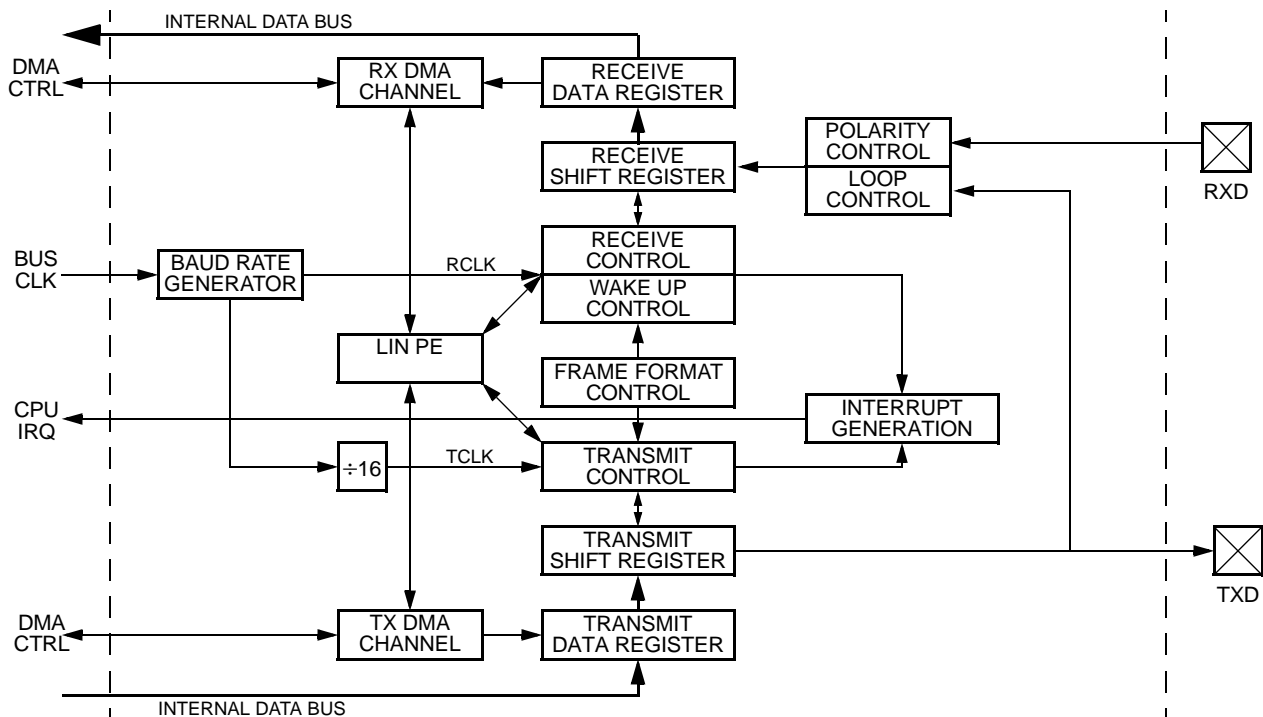 INTERNAL DATA BUS
DMA
CTRL
RX DMA
CHANNEL
RECEIVE
DATA REGISTER
POLARITY
CONTROL
LOOP
CONTROL
RXD
RECEIVE
SHIFT REGISTER
BUS
CLK
BAUD RATE
GENERATOR
RCLK
RECEIVE
CONTROL
WAKE UP
CONTROL
LIN PE
FRAME FORMAT
CONTROL
CPU
IRQ
INTERRUPT
GENERATION
÷16
TCLK
TRANSMIT
CONTROL
TRANSMIT
SHIFT REGISTER
TXD
DMA
CTRL
TX DMA
CHANNEL
TRANSMIT
DATA REGISTER
INTERNAL DATA BUS